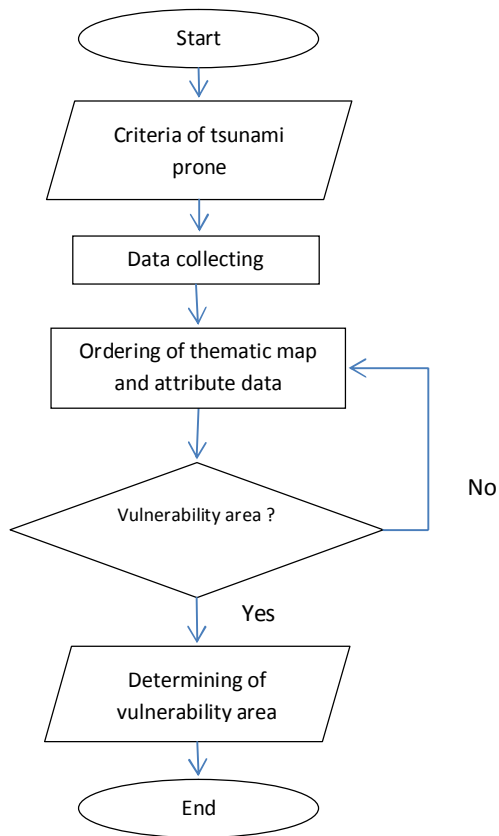 Start
Criteria of tsunami
prone
Data collecting
Ordering of thematic map
and attribute data
No
Vulnerability area ?
Yes
Determining of
vulnerability area
End